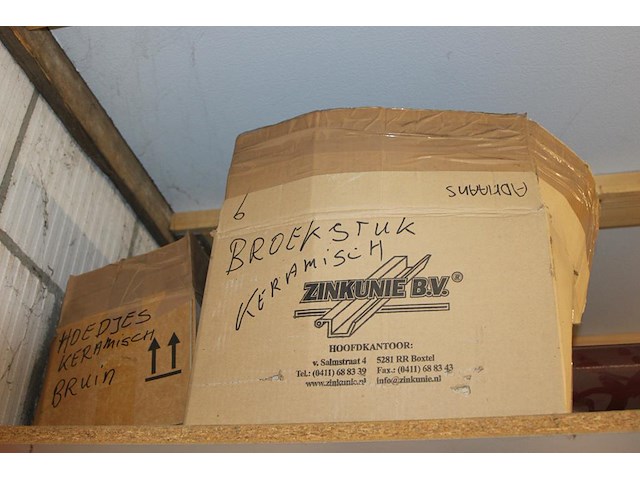 HOEDJES
KERAMISCH
BRUIN
6
ADRIAANS
BROEKSTUK
KERAMISCH
ZINKUNIE B.V.®
HOOFDKANTOOR:
v. Salmstraat 4 5281 RR Boxtel
Tel.: (0411) 68 83 39 Fax.: (0411) 68 83 43
www.zinkunie.nl info@zinkunie.nl